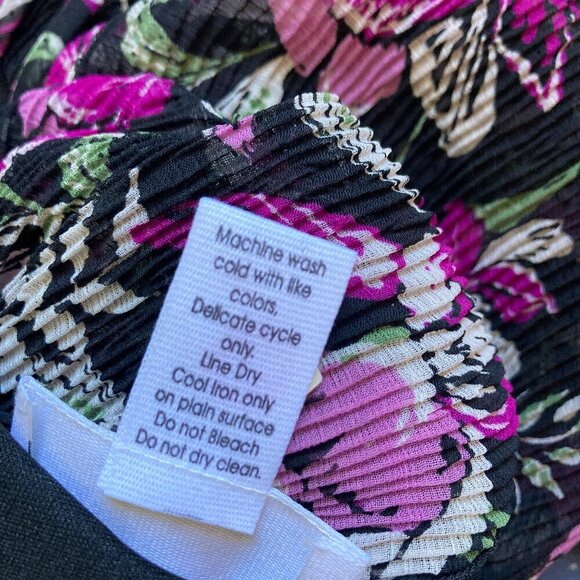 Machine wash
cold with like
colors,
Delicate cycle
only.
Line Dry
Cool Iron only
on plain surface
Do not Bleach
Do not dry clean.